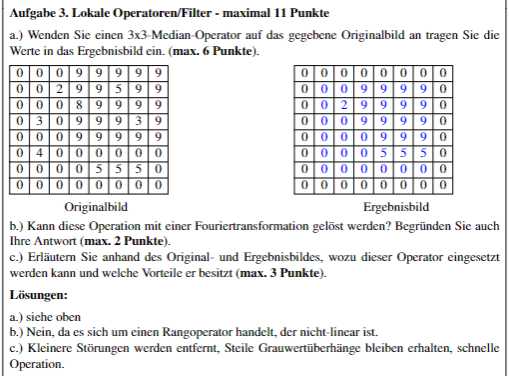 Aufgabe 3. Lokale Operatoren/Filter - maximal 11 Punkte
a.) Wenden Sie einen 3x3-Median-Operator auf das gegebene Originalbild an tragen Sie die
Werte in das Ergebnisbild ein. (max. 6 Punkte).
0 0 0 9 9 9 9 9
0 0 2 9 9 5 9 9
0 0 0 8 9 9 9 9
0 3 0 9 9 9 3 9
0 0 0 9 9 9 9 9
0 4 0 0 0 0 0 0
0 0 0 0 5 5 5 0
0 0 0 0 0 0 0 0
Originalbild
0 0 0 0 0 0 0 0
0 0 0 9 9 9 9 0
0 0 2 9 9 9 9 0
0 0 0 9 9 9 9 0
0 0 0 0 9 9 9 0
0 0 0 0 5 5 5 0
0 0 0 0 0 0 0 0
0 0 0 0 0 0 0 0
Ergebnisbild
b.) Kann diese Operation mit einer Fouriertransformation gelöst werden? Begründen Sie auch
Ihre Antwort (max. 2 Punkte).
c.) Erläutern Sie anhand des Original- und Ergebnisbildes, wozu dieser Operator eingesetzt
werden kann und welche Vorteile er besitzt (max. 3 Punkte).
Lösungen:
a.) siehe oben
b.) Nein, da es sich um einen Rangoperator handelt, der nicht-linear ist.
c.) Kleinere Störungen werden entfernt, Steile Grauwertüberhänge bleiben erhalten, schnelle
Operation.